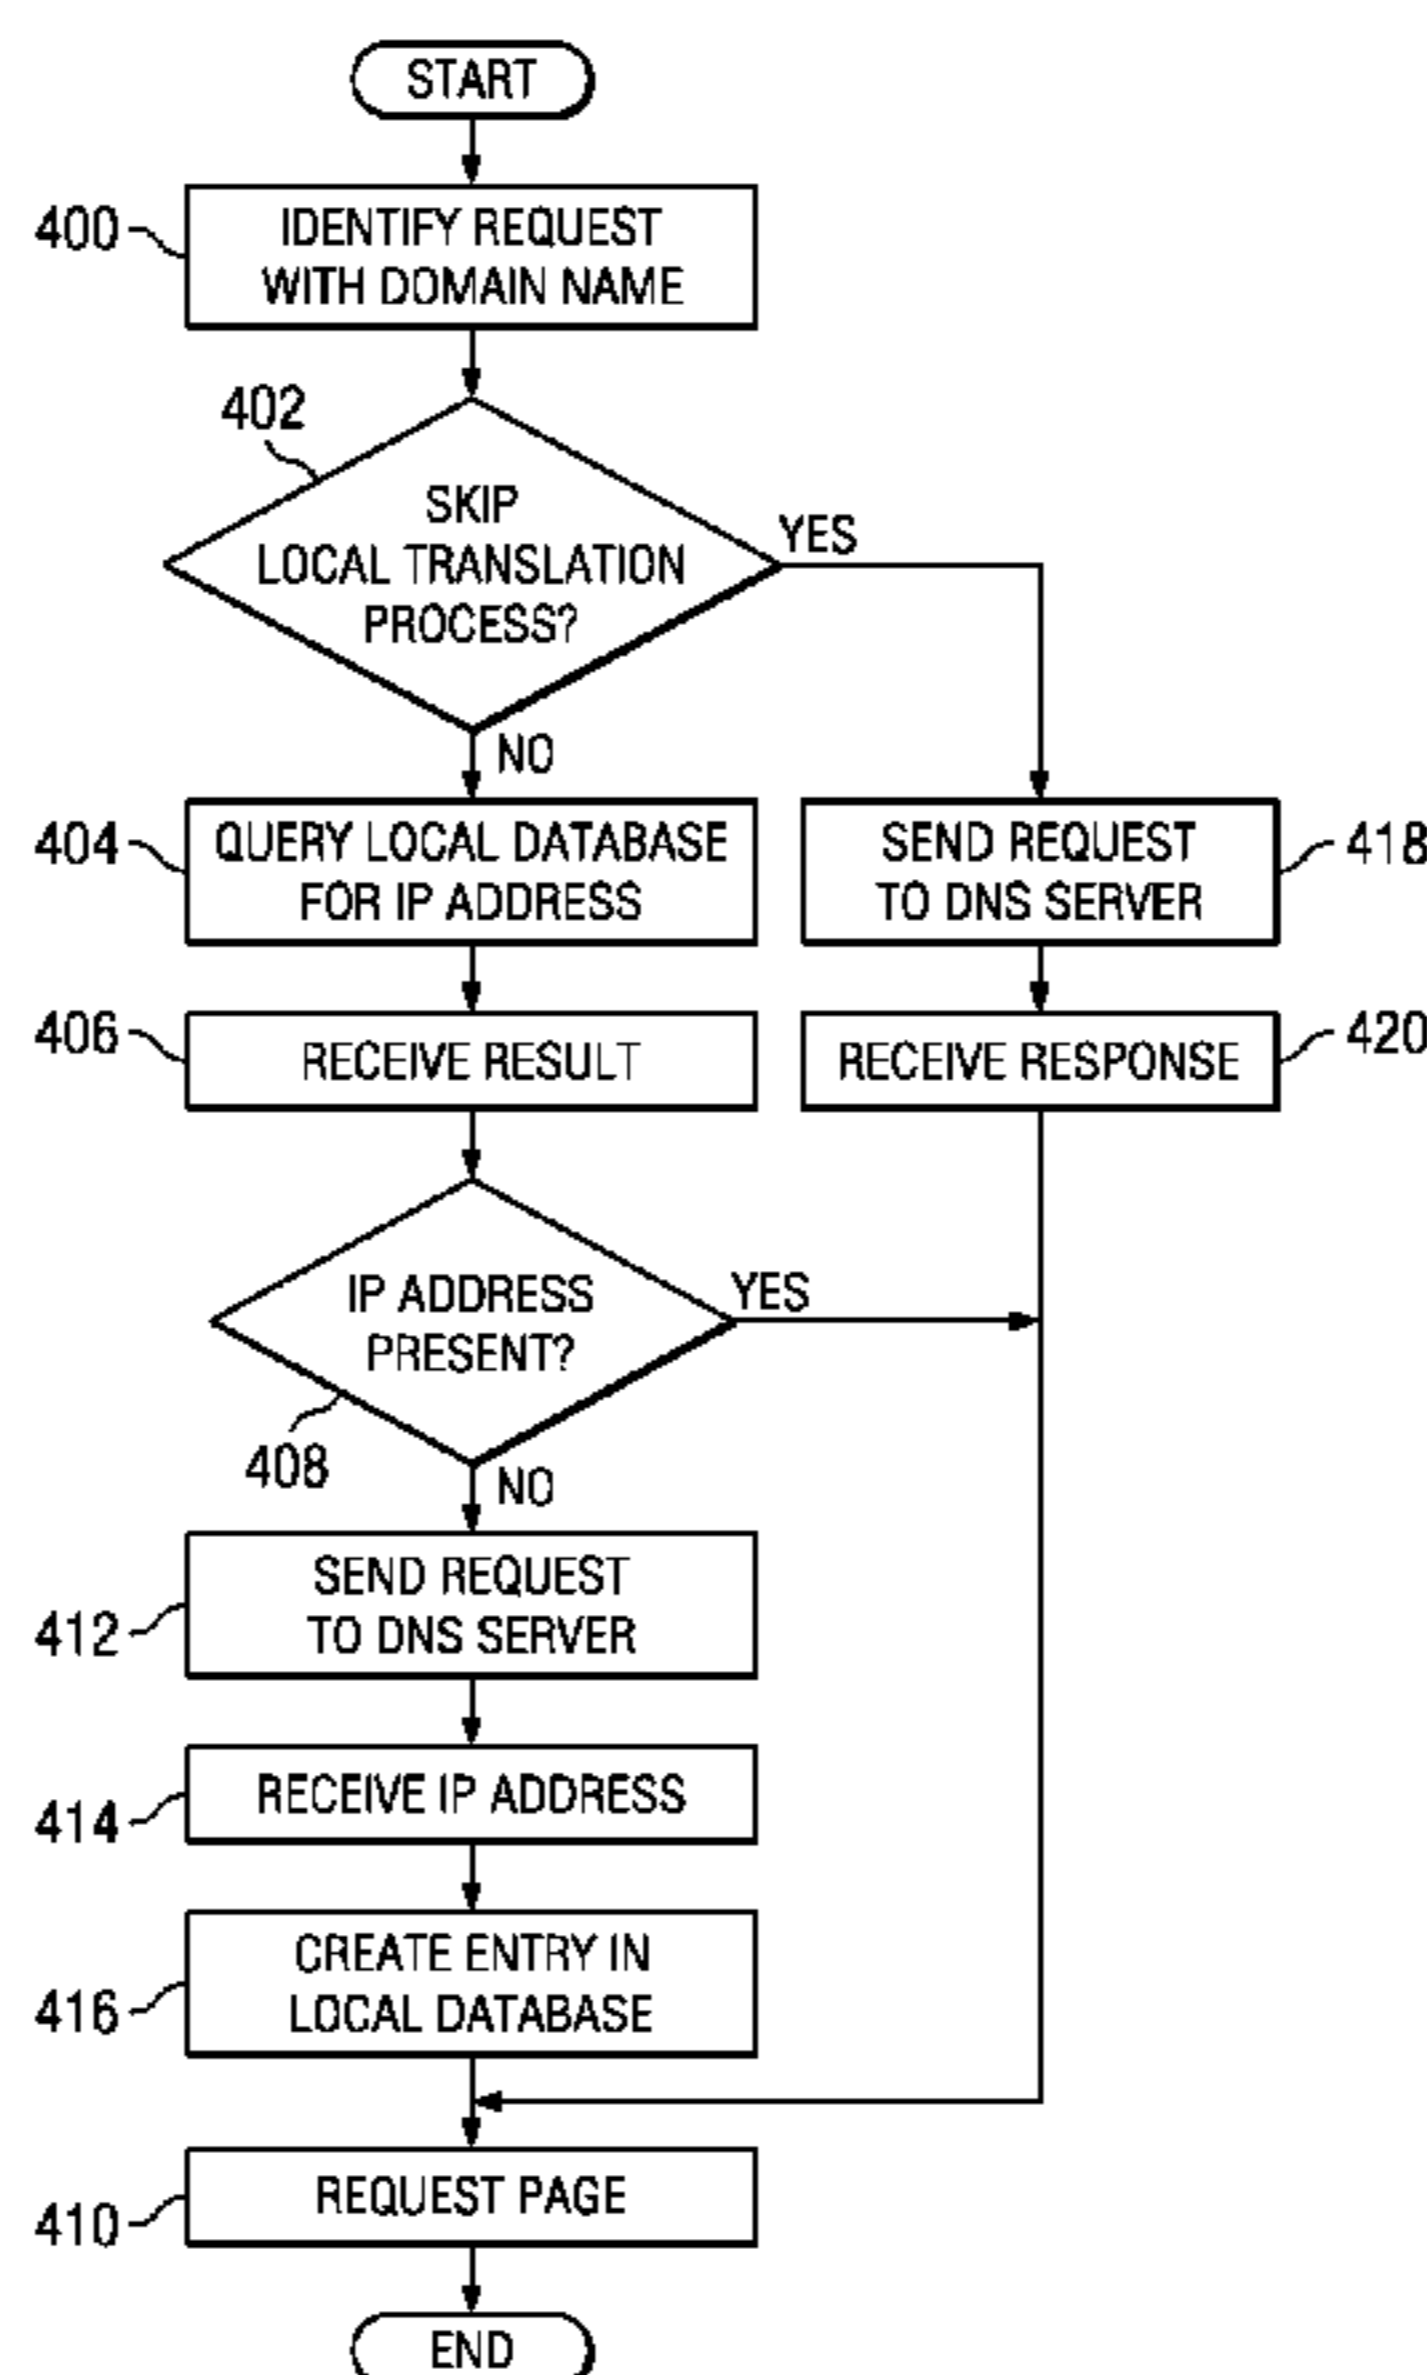 START
400
IDENTIFY REQUEST
WITH DOMAIN NAME
402
SKIP
LOCAL TRANSLATION
PROCESS?
YES
NO
404
QUERY LOCAL DATABASE
FOR IP ADDRESS
SEND REQUEST
TO DNS SERVER
418
406
RECEIVE RESULT
RECEIVE RESPONSE
420
IP ADDRESS
PRESENT?
YES
408
NO
412
SEND REQUEST
TO DNS SERVER
414
RECEIVE IP ADDRESS
416
CREATE ENTRY IN
LOCAL DATABASE
410
REQUEST PAGE
END